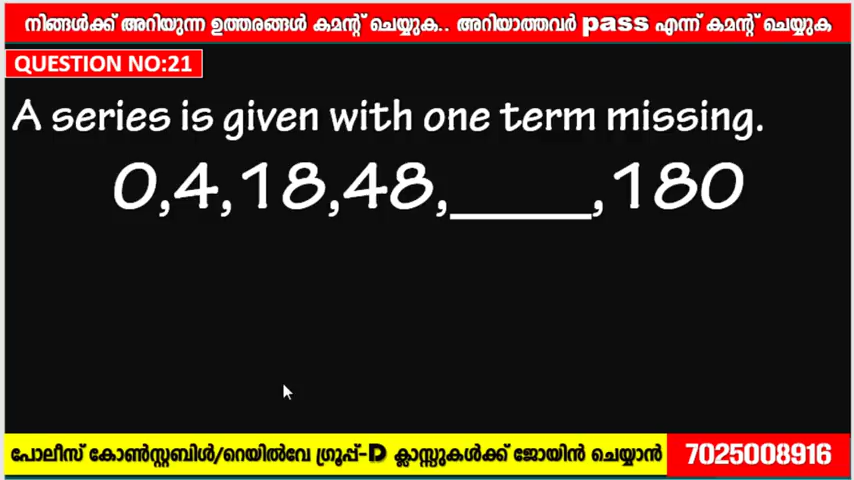 നിങ്ങൾക്ക് അറിയുന്ന ഉത്തരങ്ങൾ കമന്റ് ചെയ്യുക.. അറിയാത്തവർ pass എന്ന് കമന്റ് ചെയ്യുക
QUESTION NO:21
A series is given with one term missing.
0,4,18,48,_____,180
പോലീസ് കോൺസ്റ്റബിൾ/റെയിൽവേ ഗ്രൂപ്പ്-D ക്ലാസ്സുകൾക്ക് ജോയിൻ ചെയ്യാൻ 7025008916